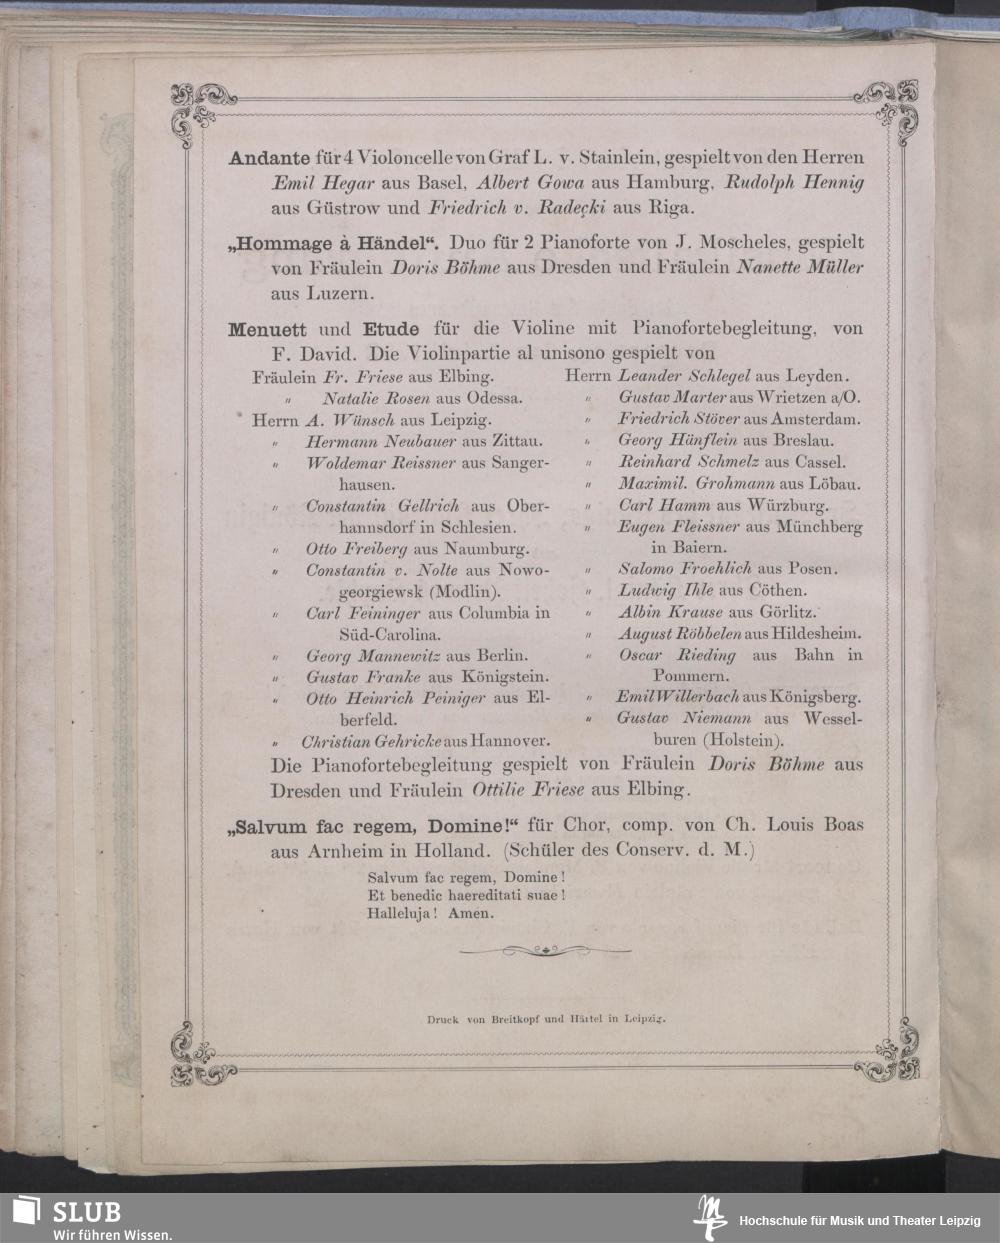 Andante für 4 Violoncelle von Graf L. v. Stainlein, gespielt von den Herren
Emil Hegar aus Basel, Albert Gowa aus Hamburg, Rudolph Hennig
aus Güstrow und Friedrich v. Radecki aus Riga.
„Hommage à Händel“. Duo für 2 Pianoforte von J. Moscheles, gespielt
von Fräulein Doris Böhme aus Dresden und Fräulein Nanette Müller
aus Luzern.
Menuett und Etude für die Violine mit Pianofortebegleitung, von
F. David. Die Violinpartie al unisono gespielt von
Fräulein Fr. Friese aus Elbing.
" Natalie Rosen aus Odessa.
Herrn A. Wünsch aus Leipzig.
" Hermann Neubauer aus Zittau.
" Woldemar Reissner aus Sanger-
hausen.
" Constantin Gellrich aus Ober-
hannsdorf in Schlesien.
" Otto Freiberg aus Naumburg.
" Constantin v. Nolte aus Nowo-
georgiewsk (Modlin).
" Carl Feininger aus Columbia in
Süd-Carolina.
" Georg Mannewitz aus Berlin.
" Gustav Franke aus Königstein.
" Otto Heinrich Peiniger aus El-
berfeld.
" Christian Gehricke aus Hannover.
Herrn Leander Schlegel aus Leyden.
" Gustav Marter aus Wrietzen a/O.
" Friedrich Stöver aus Amsterdam.
" Georg Hänflein aus Breslau.
" Reinhard Schmelz aus Cassel.
" Maximil. Grohmann aus Löbau.
" Carl Hamm aus Würzburg.
" Eugen Fleissner aus Münchberg
in Baiern.
" Salomo Froehlich aus Posen.
" Ludwig Ihle aus Cöthen.
" Albin Krause aus Görlitz.
" August Röbbelen aus Hildesheim.
" Oscar Rieding aus Bahn in
Pommern.
" Emil Willerbach aus Königsberg.
" Gustav Niemann aus Wessel-
buren (Holstein).
Die Pianofortebegleitung gespielt von Fräulein Doris Böhme aus
Dresden und Fräulein Ottilie Friese aus Elbing.
„Salvum fac regem, Domine!“ für Chor, comp. von Ch. Louis Boas
aus Arnheim in Holland. (Schüler des Conserv. d. M.)
Salvum fac regem, Domine!
Et benedic haereditati suae!
Halleluja! Amen.
Druck von Breitkopf und Härtel in Leipzig.
SLUB
Wir führen Wissen.
Hochschule für Musik und Theater Leipzig